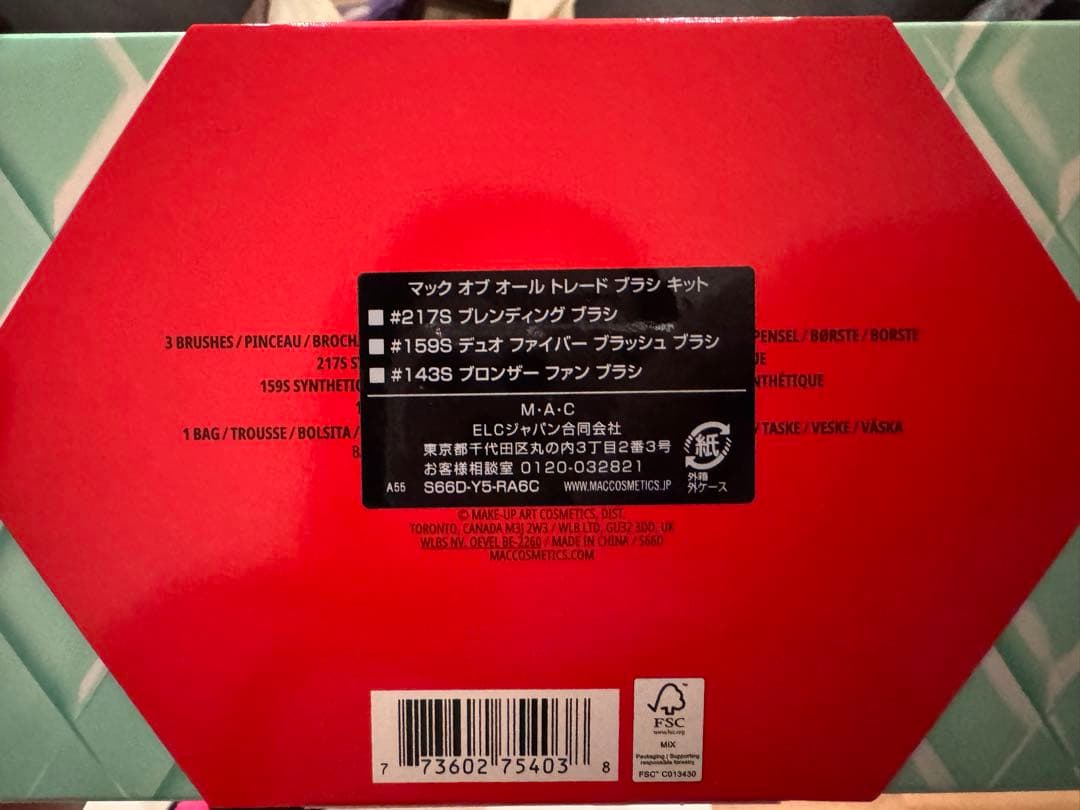 マック オブ オール トレード ブラシ キット
#217S ブレンディング ブラシ
#159S デュオ ファイバー ブラッシュ ブラシ
#143S ブロンザー ファン ブラシ
M・A・C
ELCジャパン合同会社
東京都千代田区丸の内3丁目2番3号
お客様相談室 0120-032821
A55 S66D-Y5-RA6C WWW.MACCOSMETICS.JP
紙
外箱
外ケース
3 BRUSHES / PINCEAU / BROCH PENSEL / BØRSTE / BORSTE
217S
159S SYNTHETIQ NTHÉTIQUE
1 BAG / TROUSSE / BOLSITA / / TASKE / VESKE / VÄSKA
© MAKE-UP ART COSMETICS, DIST.
TORONTO, CANADA M3J 2W3 / WLB LTD, GU32 3DD, UK
WLBS NV. OEVEL BE-2260 / MADE IN CHINA / S66D
MACCOSMETICS.COM
7 73602 75403 8
FSC
www.fsc.org
MIX
Packaging | Supporting
responsible forestry
FSC® C013430